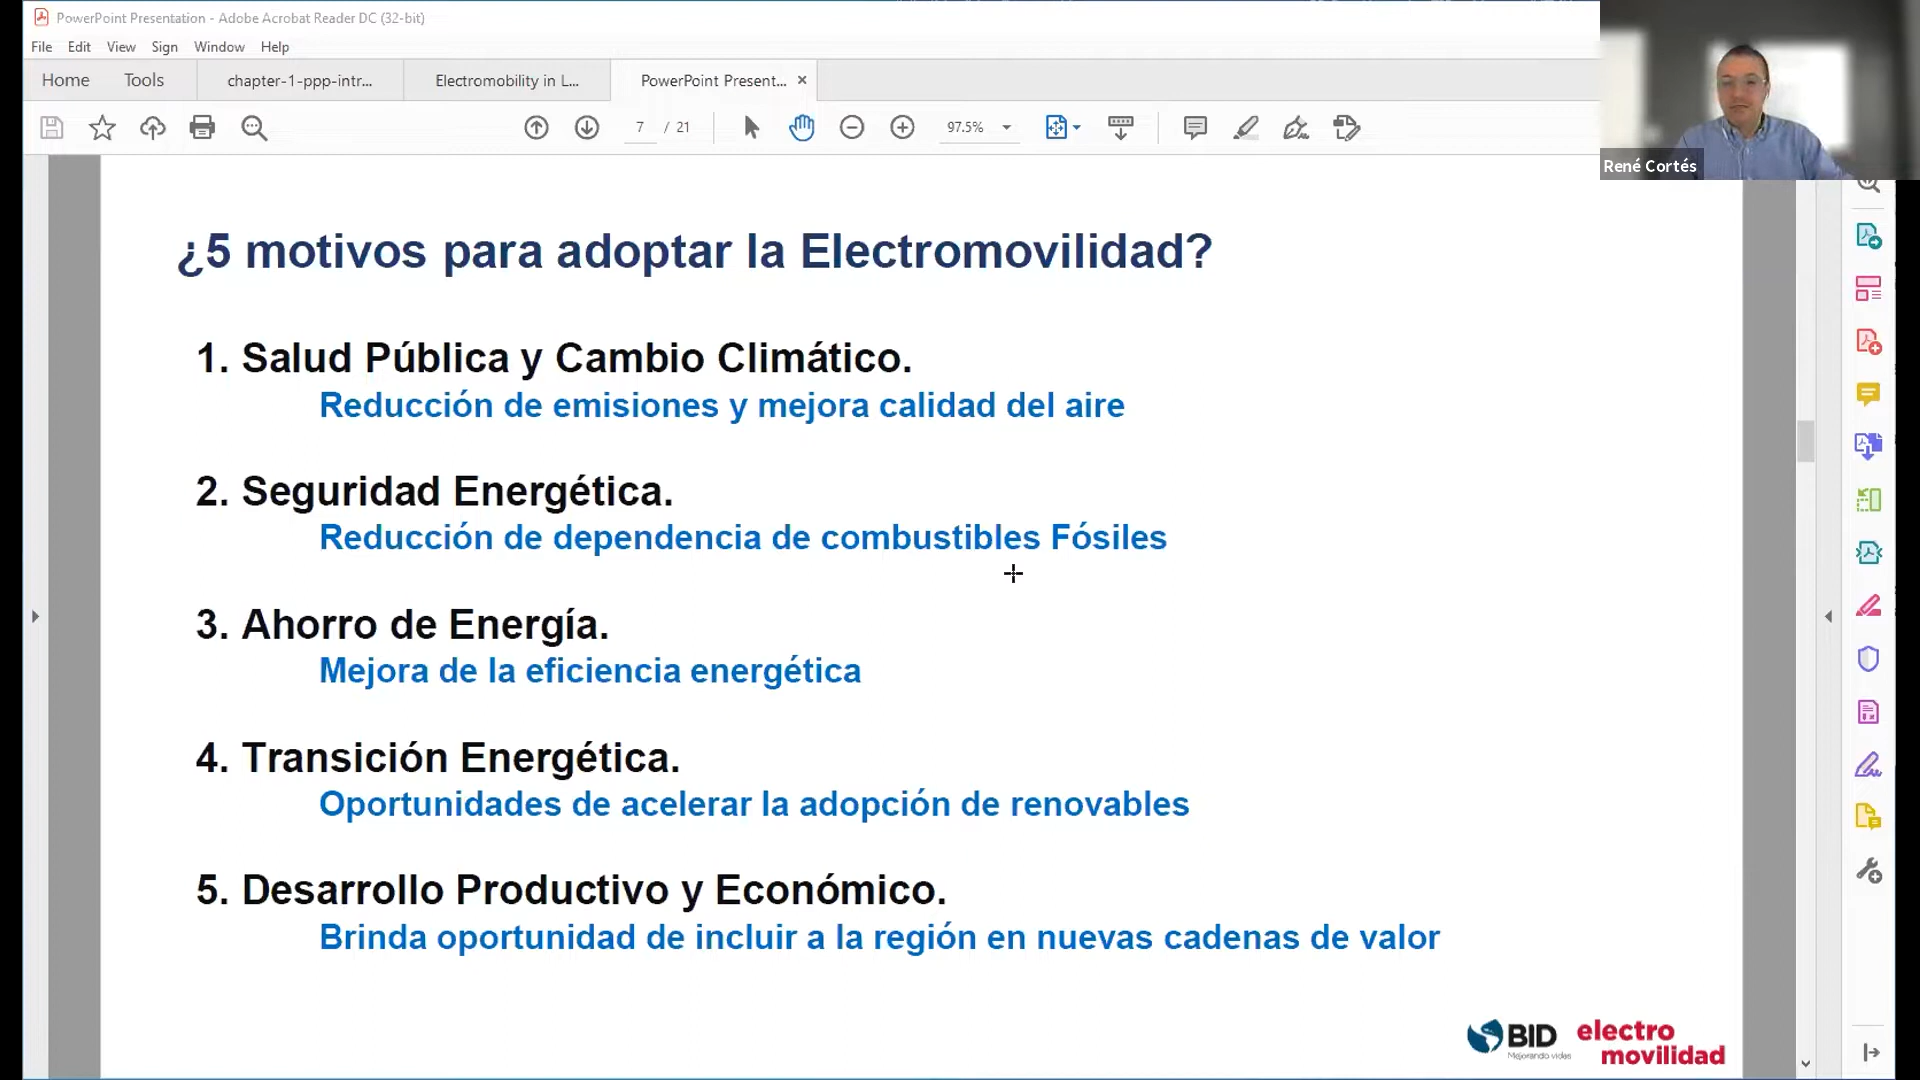 PowerPoint Presentation - Adobe Acrobat Reader DC (32-bit)
File Edit View Sign Window Help
Home Tools chapter-1-ppp-intr... Electromobility in L... PowerPoint Present...
7 / 21 97.5%
René Cortés
¿5 motivos para adoptar la Electromovilidad?
1. Salud Pública y Cambio Climático.
Reducción de emisiones y mejora calidad del aire
2. Seguridad Energética.
Reducción de dependencia de combustibles Fósiles
3. Ahorro de Energía.
Mejora de la eficiencia energética
4. Transición Energética.
Oportunidades de acelerar la adopción de renovables
5. Desarrollo Productivo y Económico.
Brinda oportunidad de incluir a la región en nuevas cadenas de valor
BID
Mejorando vidas
electro
movilidad